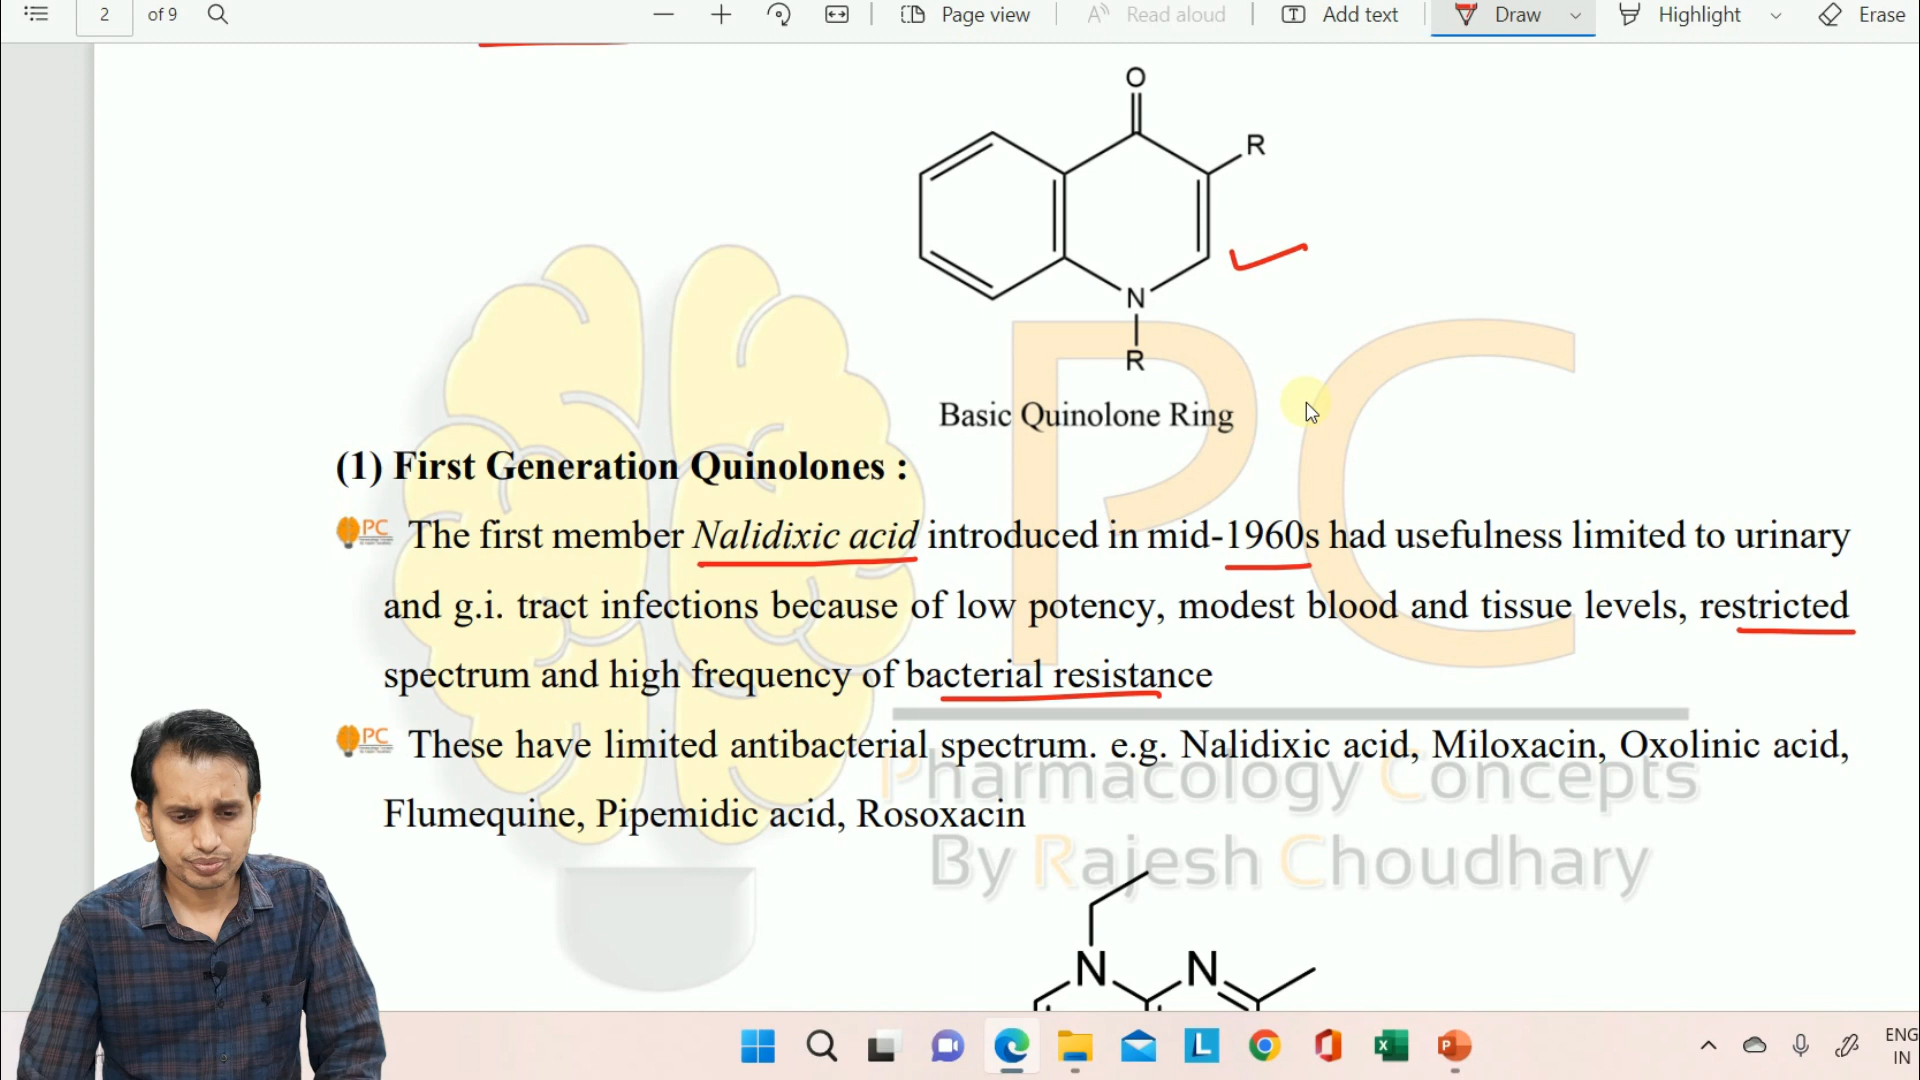 2 of 9
Page view
Read aloud
Add text
Draw
Highlight
Erase
O
R
N
R
Basic Quinolone Ring
(1) First Generation Quinolones :
PC The first member Nalidixic acid introduced in mid-1960s had usefulness limited to urinary
and g.i. tract infections because of low potency, modest blood and tissue levels, restricted
spectrum and high frequency of bacterial resistance
PC These have limited antibacterial spectrum. e.g. Nalidixic acid, Miloxacin, Oxolinic acid,
Flumequine, Pipemidic acid, Rosoxacin
PC
Pharmacology Concepts
By Rajesh Choudhary
N N
L
X
P
ENG
IN